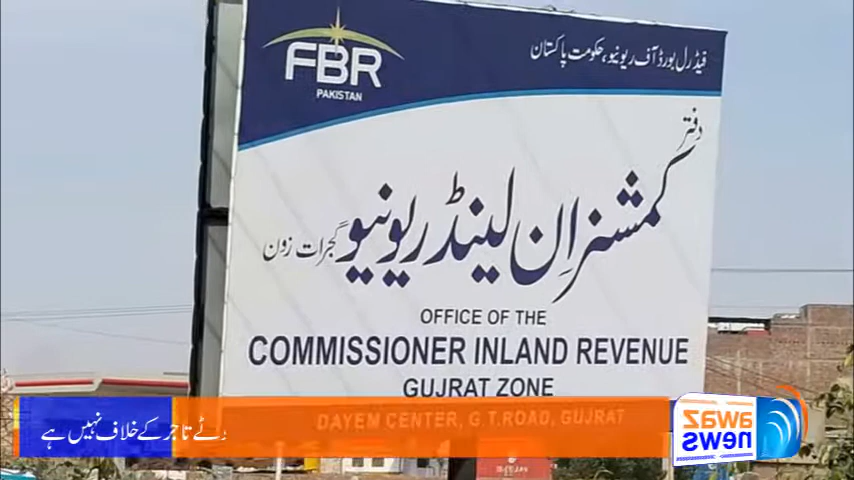 FBR
PAKISTAN
فیڈرل بورڈ آف ریونیو، حکومت پاکستان
دفتر
کمشنر ان لینڈ ریونیو
گجرات زون
OFFICE OF THE
COMMISSIONER INLAND REVENUE
GUJRAT ZONE
DAYEM CENTER, G T.ROAD, GUJRAT
تاجر کے خلاف نہیں ہے
awaz
news